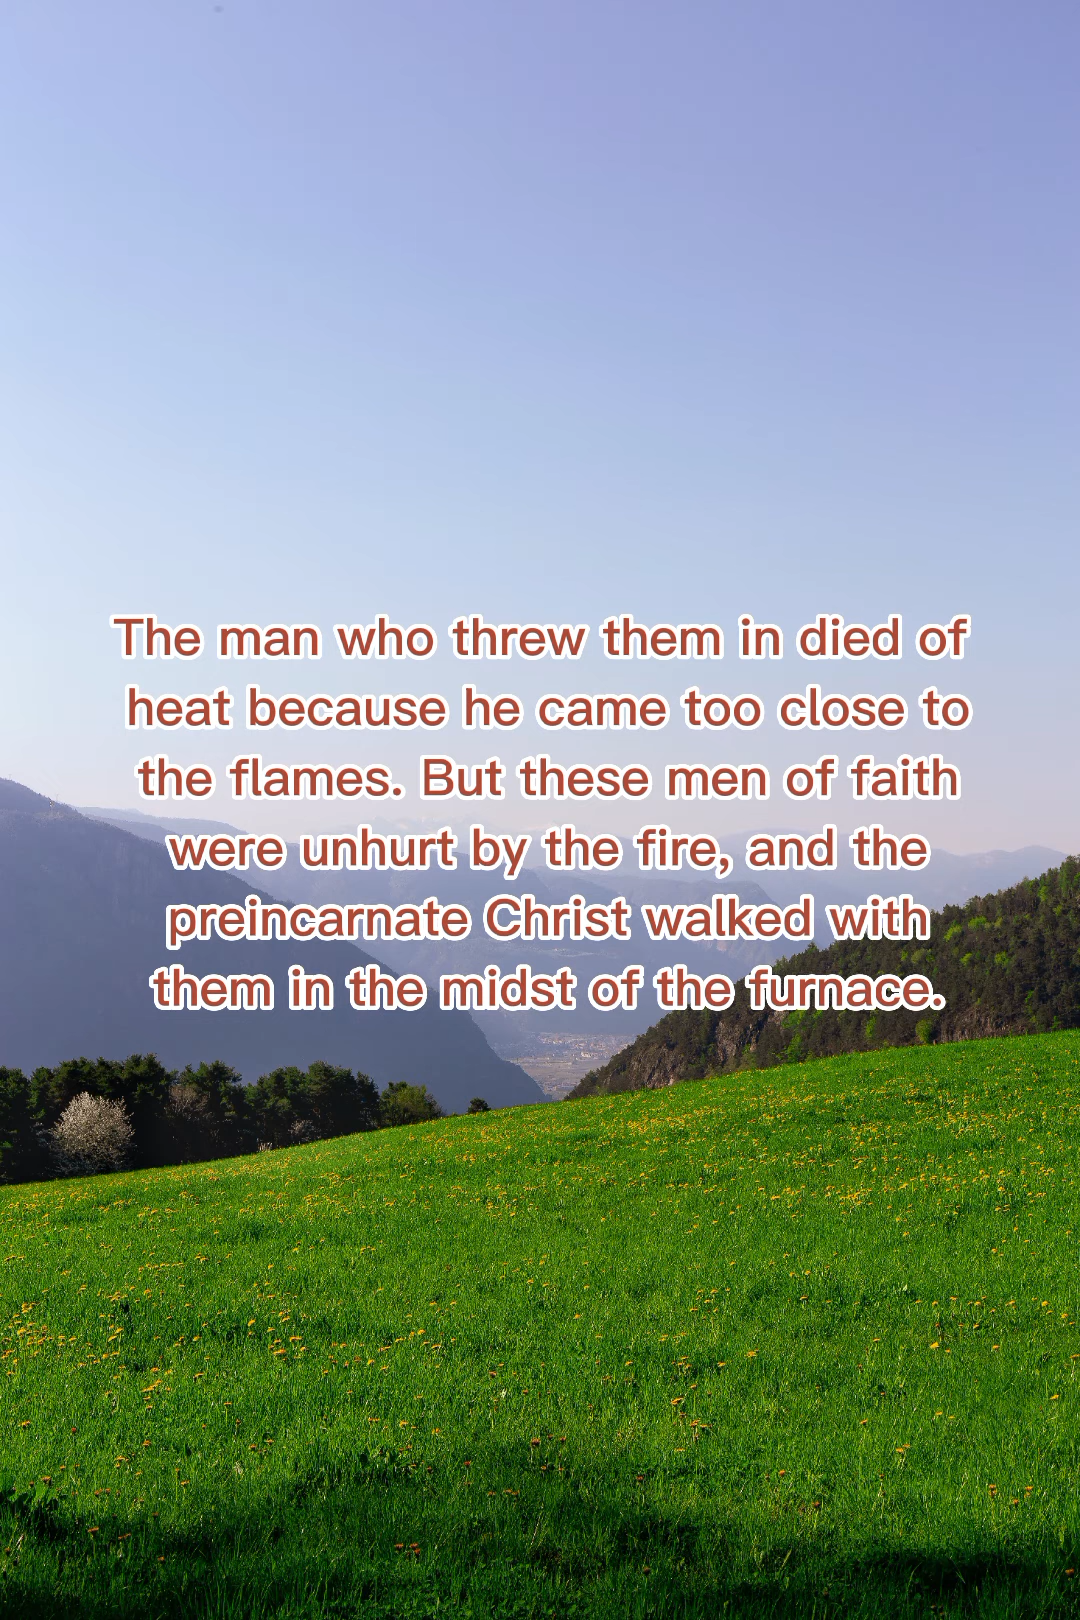 The man who threw them in died of
heat because he came too close to
the flames. But these men of faith
were unhurt by the fire, and the
preincarnate Christ walked with
them in the midst of the furnace.